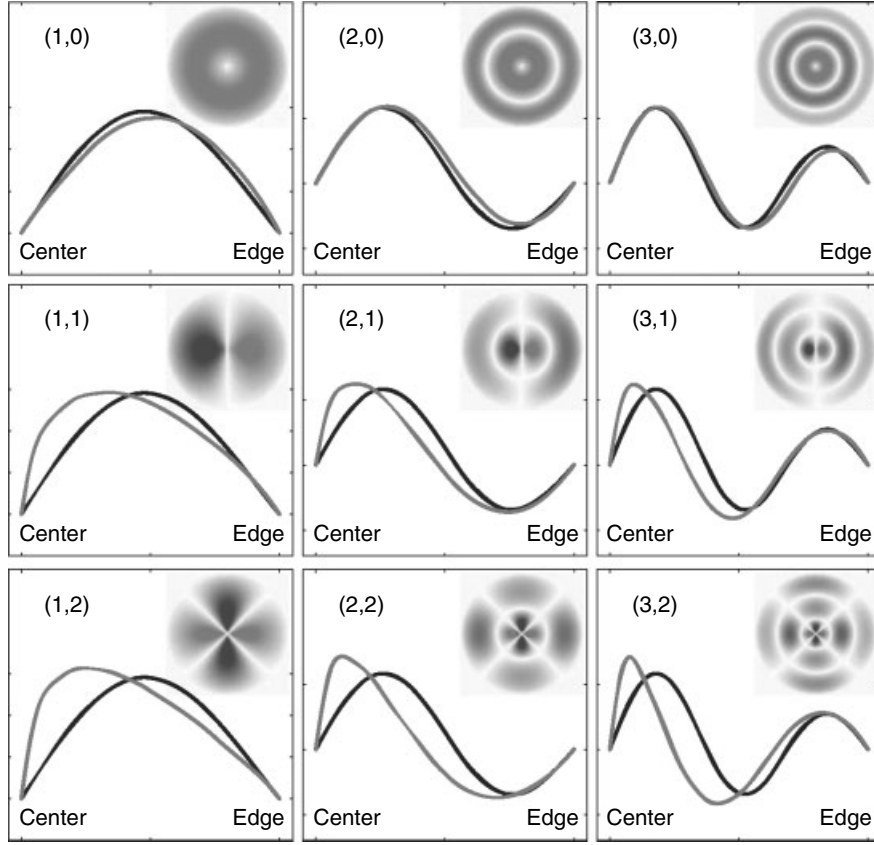 (1,0) (2,0) (3,0)
Center Edge Center Edge Center Edge
(1,1) (2,1) (3,1)
Center Edge Center Edge Center Edge
(1,2) (2,2) (3,2)
Center Edge Center Edge Center Edge